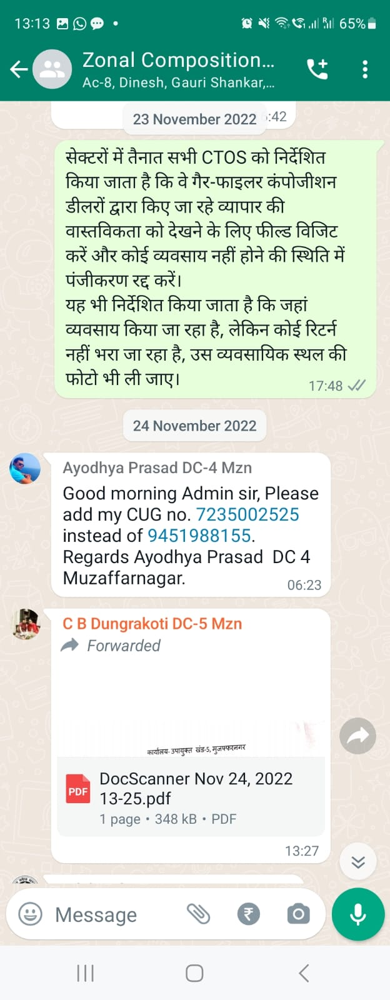 13:13
65%
Zonal Composition...
Ac-8, Dinesh, Gauri Shankar,...
23 November 2022
6:42
सेक्टरों में तैनात सभी CTOS को निर्देशित
किया जाता है कि वे गैर-फाइलर कंपोजीशन
डीलरों द्वारा किए जा रहे व्यापार की
वास्तविकता को देखने के लिए फील्ड विजिट
करें और कोई व्यवसाय नहीं होने की स्थिति में
पंजीकरण रद्द करें।
यह भी निर्देशित किया जाता है कि जहां
व्यवसाय किया जा रहा है, लेकिन कोई रिटर्न
नहीं भरा जा रहा है, उस व्यवसायिक स्थल की
फोटो भी ली जाए।
17:48
24 November 2022
Ayodhya Prasad DC-4 Mzn
Good morning Admin sir, Please
add my CUG no. 7235002525
instead of 9451988155.
Regards Ayodhya Prasad  DC 4
Muzaffarnagar.
06:23
C B Dungrakoti DC-5 Mzn
Forwarded
कार्यालय- उपायुक्त खंड-5, मुजफ्फरनगर
PDF
DocScanner Nov 24, 2022
13-25.pdf
1 page • 348 kB • PDF
13:27
Message